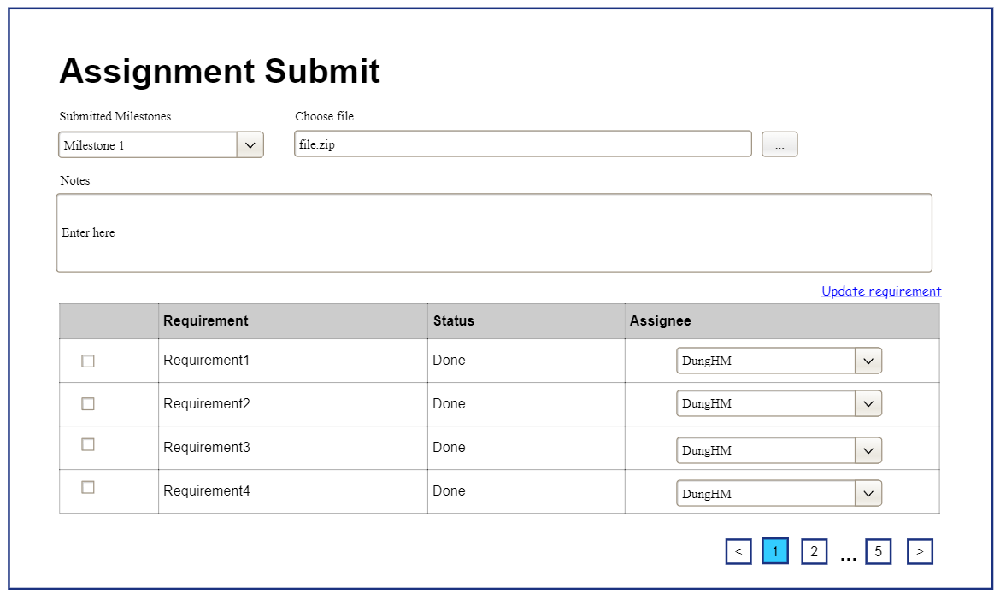 Assignment Submit
Submitted Milestones Choose file
Milestone 1 file.zip ...
Notes
Enter here
Update requirement
Requirement Status Assignee
Requirement1 Done DungHM
Requirement2 Done DungHM
Requirement3 Done DungHM
Requirement4 Done DungHM
< 1 2 ... 5 >